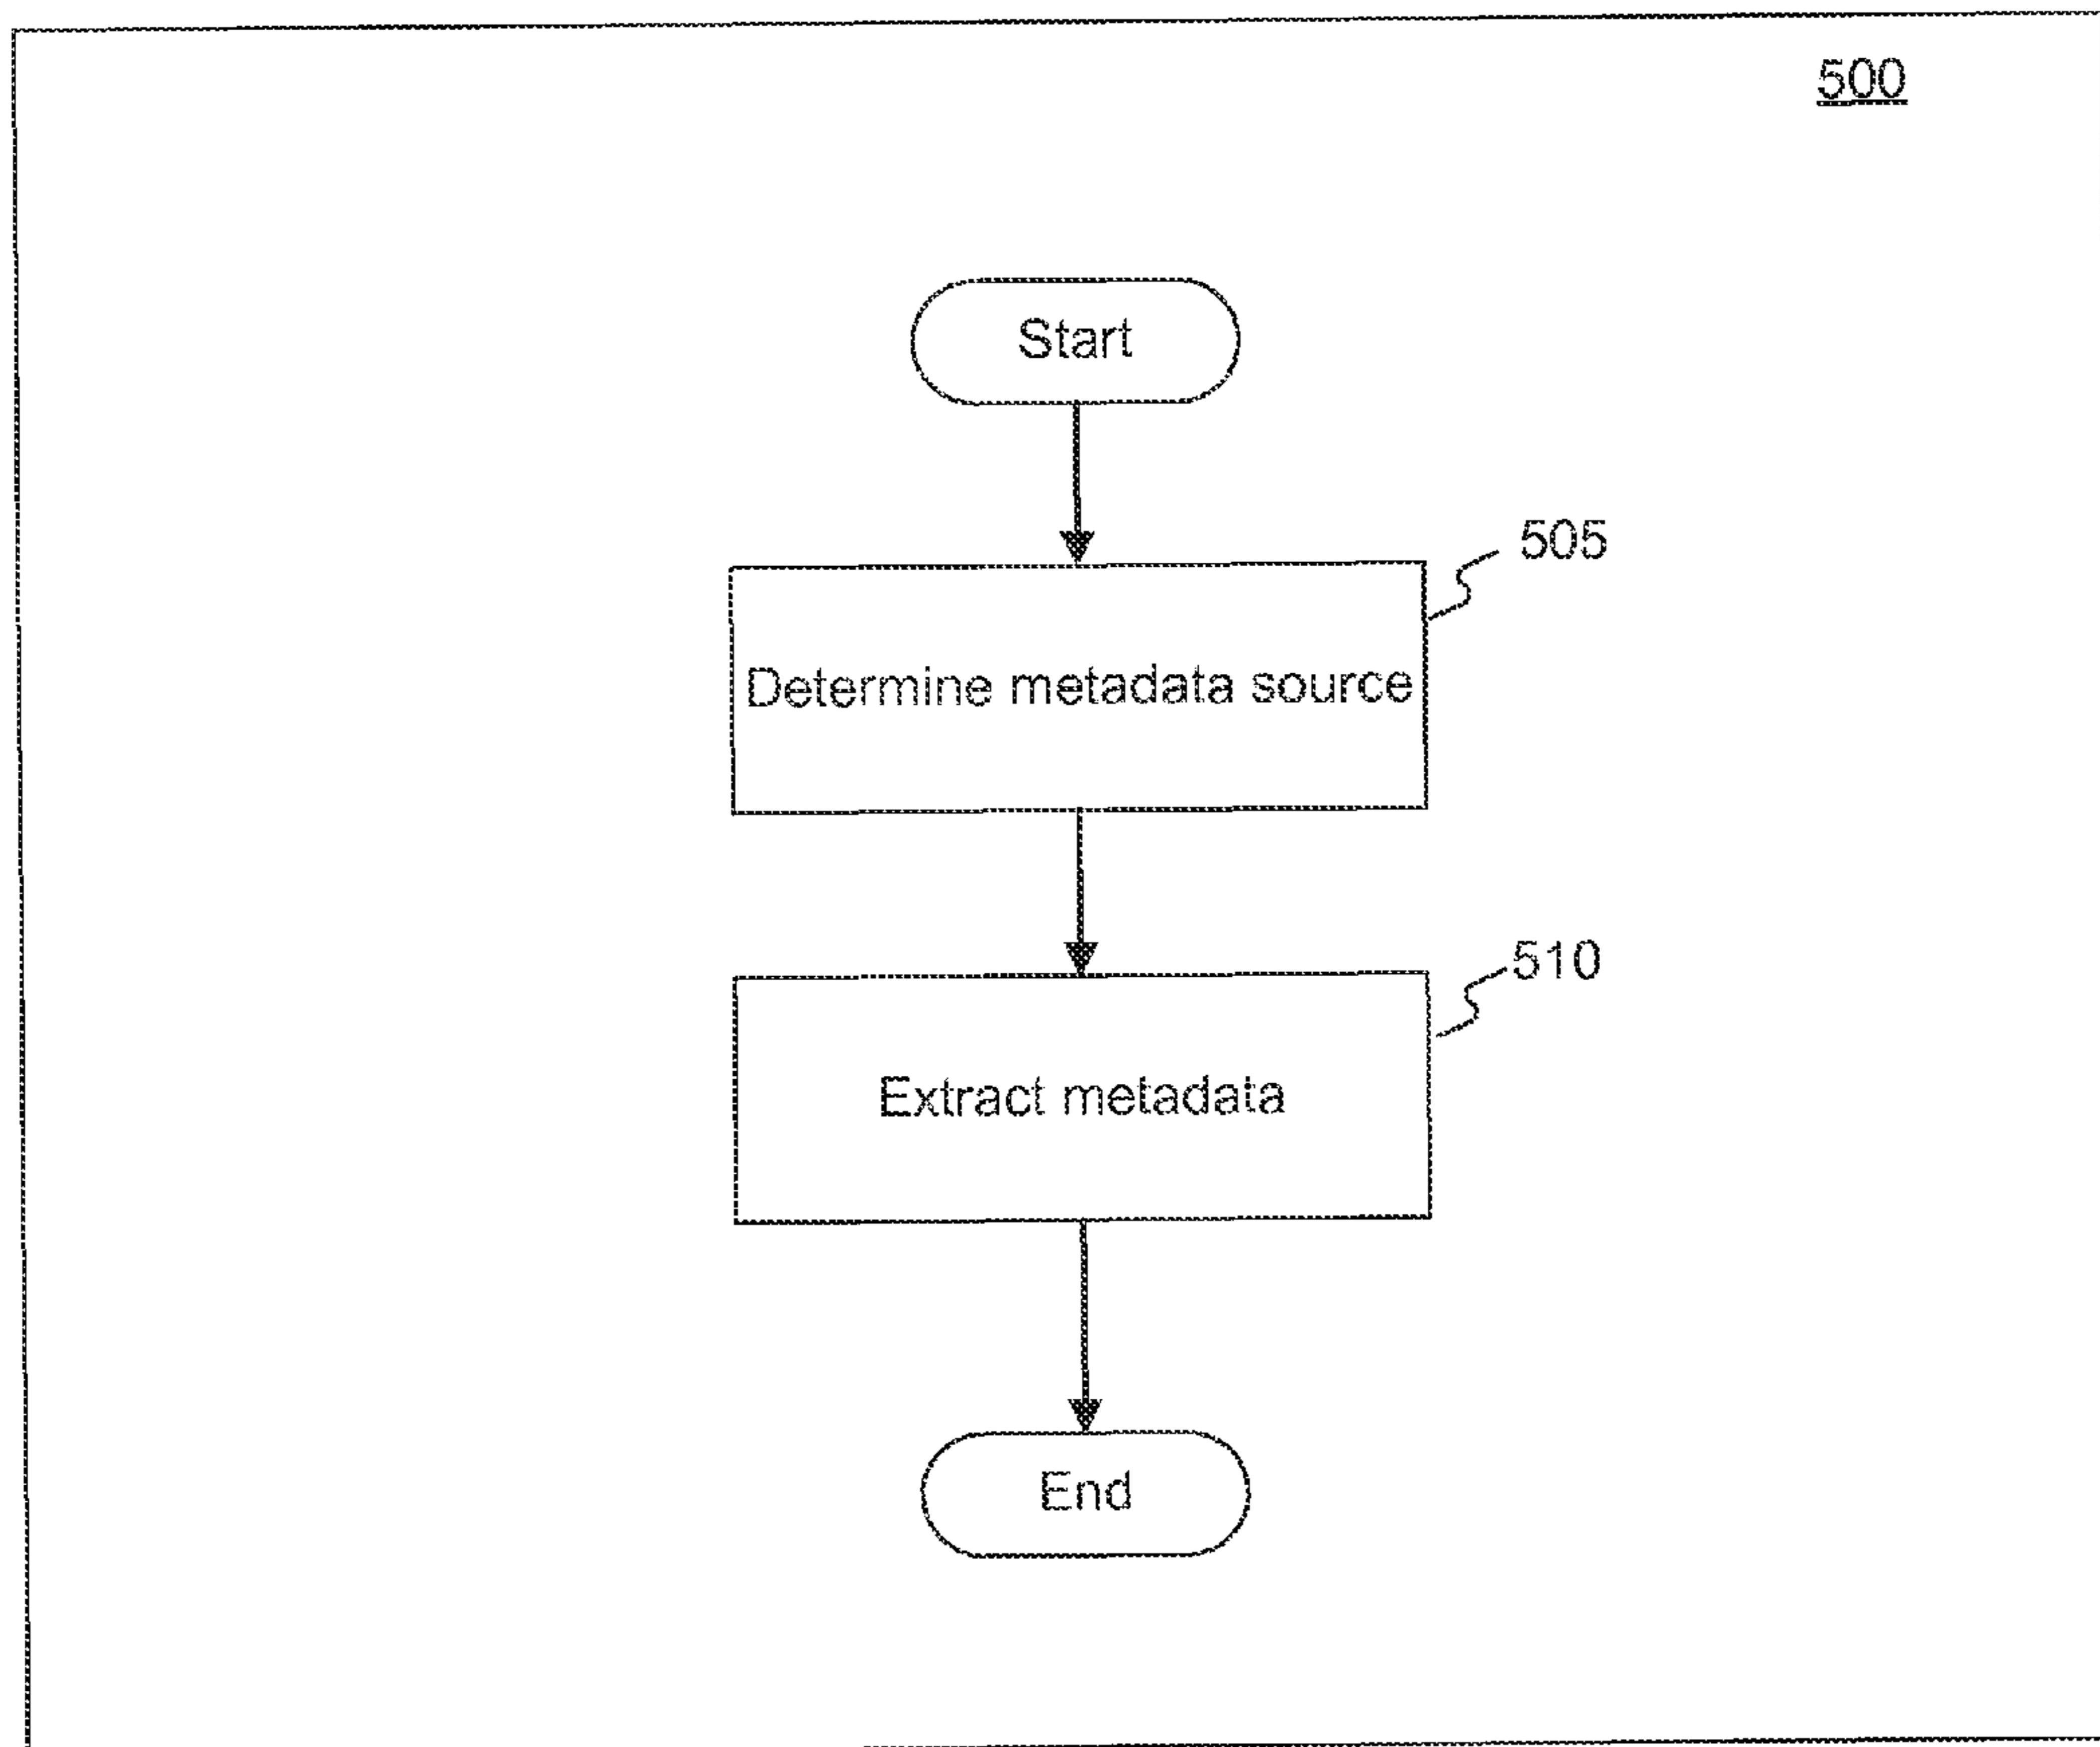 500
Start
505
Determine metadata source
510
Extract metadata
End